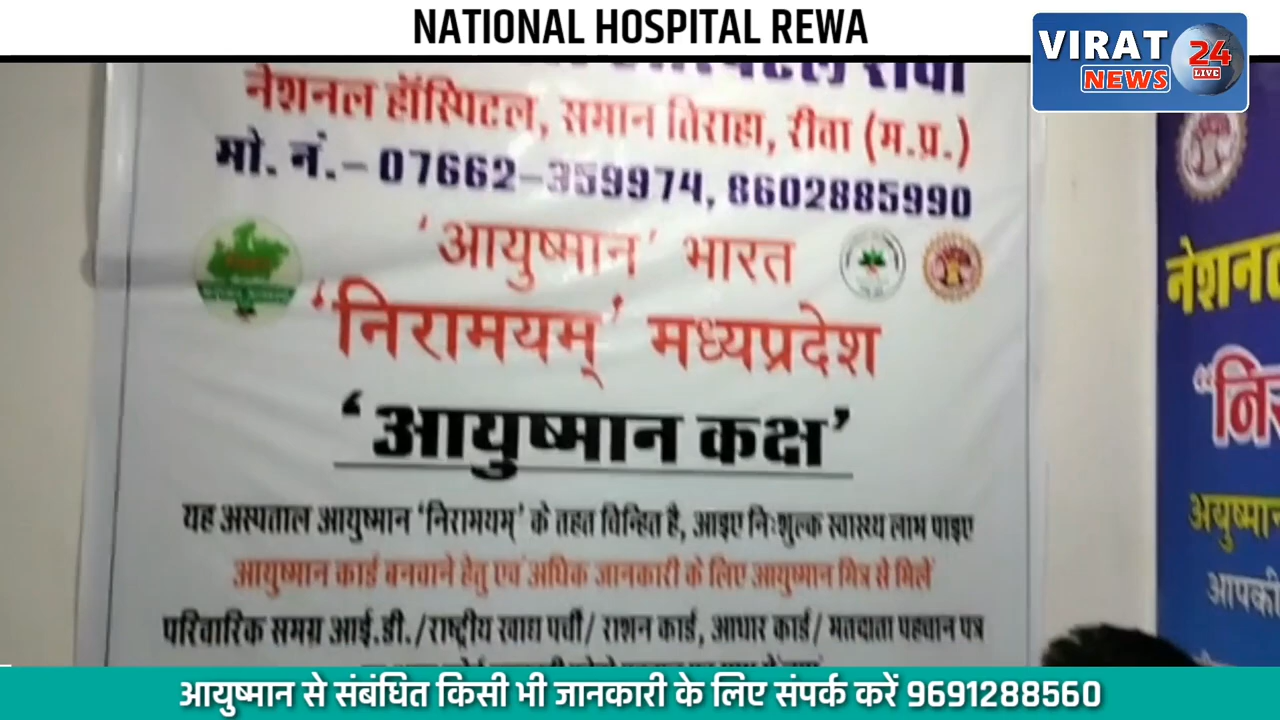 NATIONAL HOSPITAL REWA
VIRAT
24
NEWS
LIVE
नेशनल हॉस्पिटल, समान तिराहा, रीवा (म.प्र.)
मो. नं.- 07662-359974, 8602885990
'आयुष्मान' भारत
'निरामयम्' मध्यप्रदेश
'आयुष्मान कक्ष'
यह अस्पताल आयुष्मान 'निरामयम्' के तहत चिन्हित है, आइए निःशुल्क स्वास्थ्य लाभ पाइए
आयुष्मान कार्ड बनवाने हेतु एवं अधिक जानकारी के लिए आयुष्मान मित्र से मिलें
परिवारिक समग्र आई.डी./राष्ट्रीय खाद्य पर्ची/ राशन कार्ड, आधार कार्ड/ मतदाता पहचान पत्र
आपकी
आयुष्मान से संबंधित किसी भी जानकारी के लिए संपर्क करें 9691288560